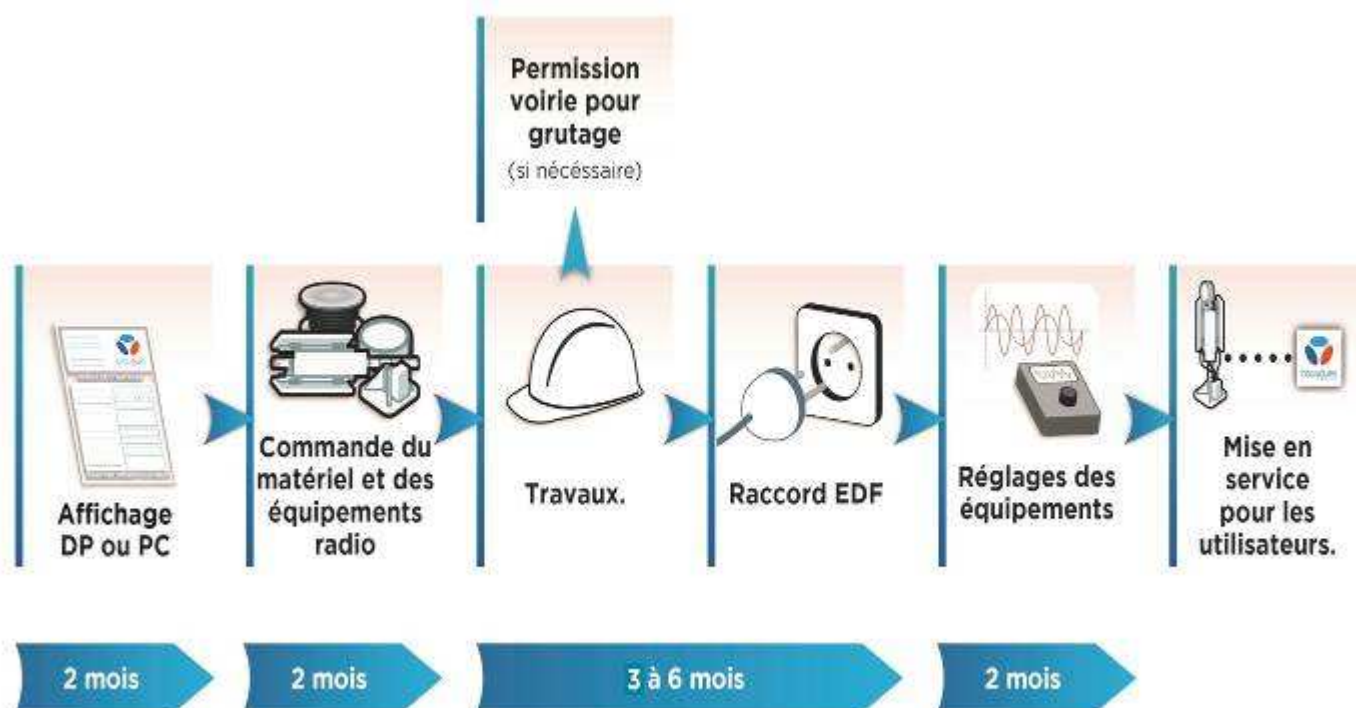 Permission
voirie pour
grutage
(si nécéssaire)
Affichage
DP ou PC
Commande du
matériel et des
équipements
radio
Travaux.
Raccord EDF
Réglages des
équipements
Mise en
service
pour les
utilisateurs.
2 mois
2 mois
3 à 6 mois
2 mois